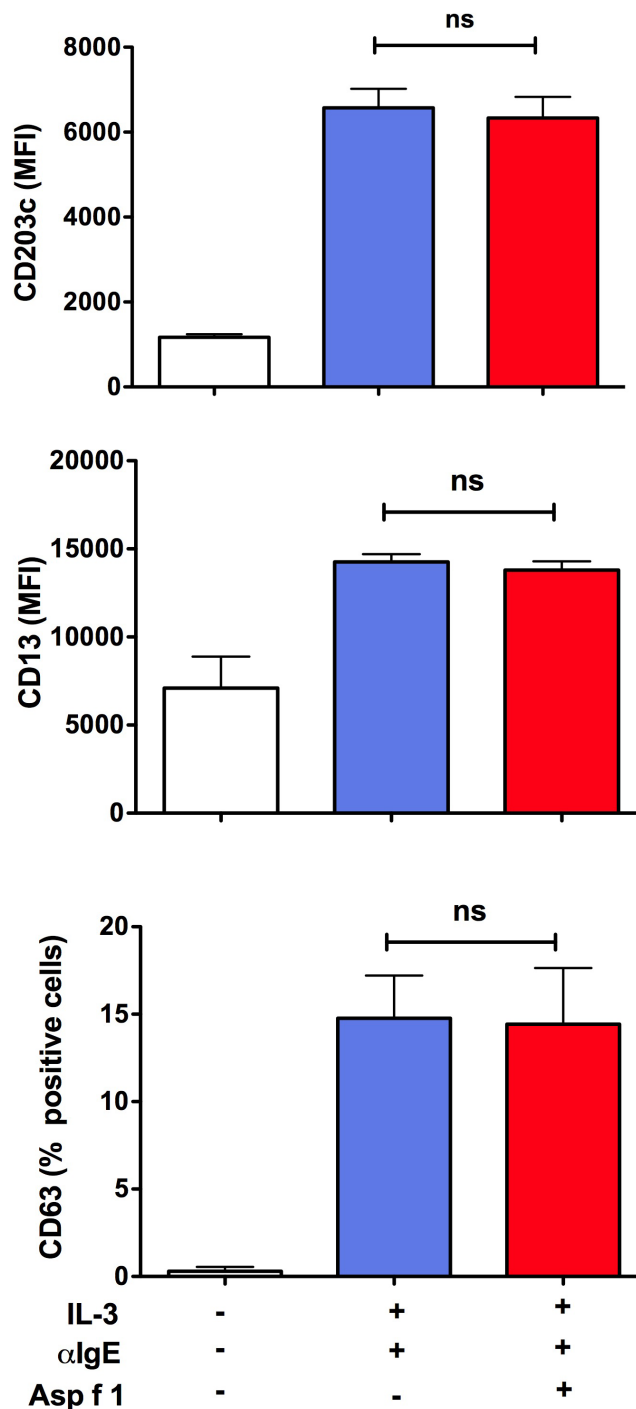 ns
8000
6000
4000
2000
0
CD203c (MFI)
ns
20000
15000
10000
5000
0
CD13 (MFI)
ns
20
15
10
5
0
CD63 (% positive cells)
IL-3 - + +
αIgE - + +
Asp f 1 - - +